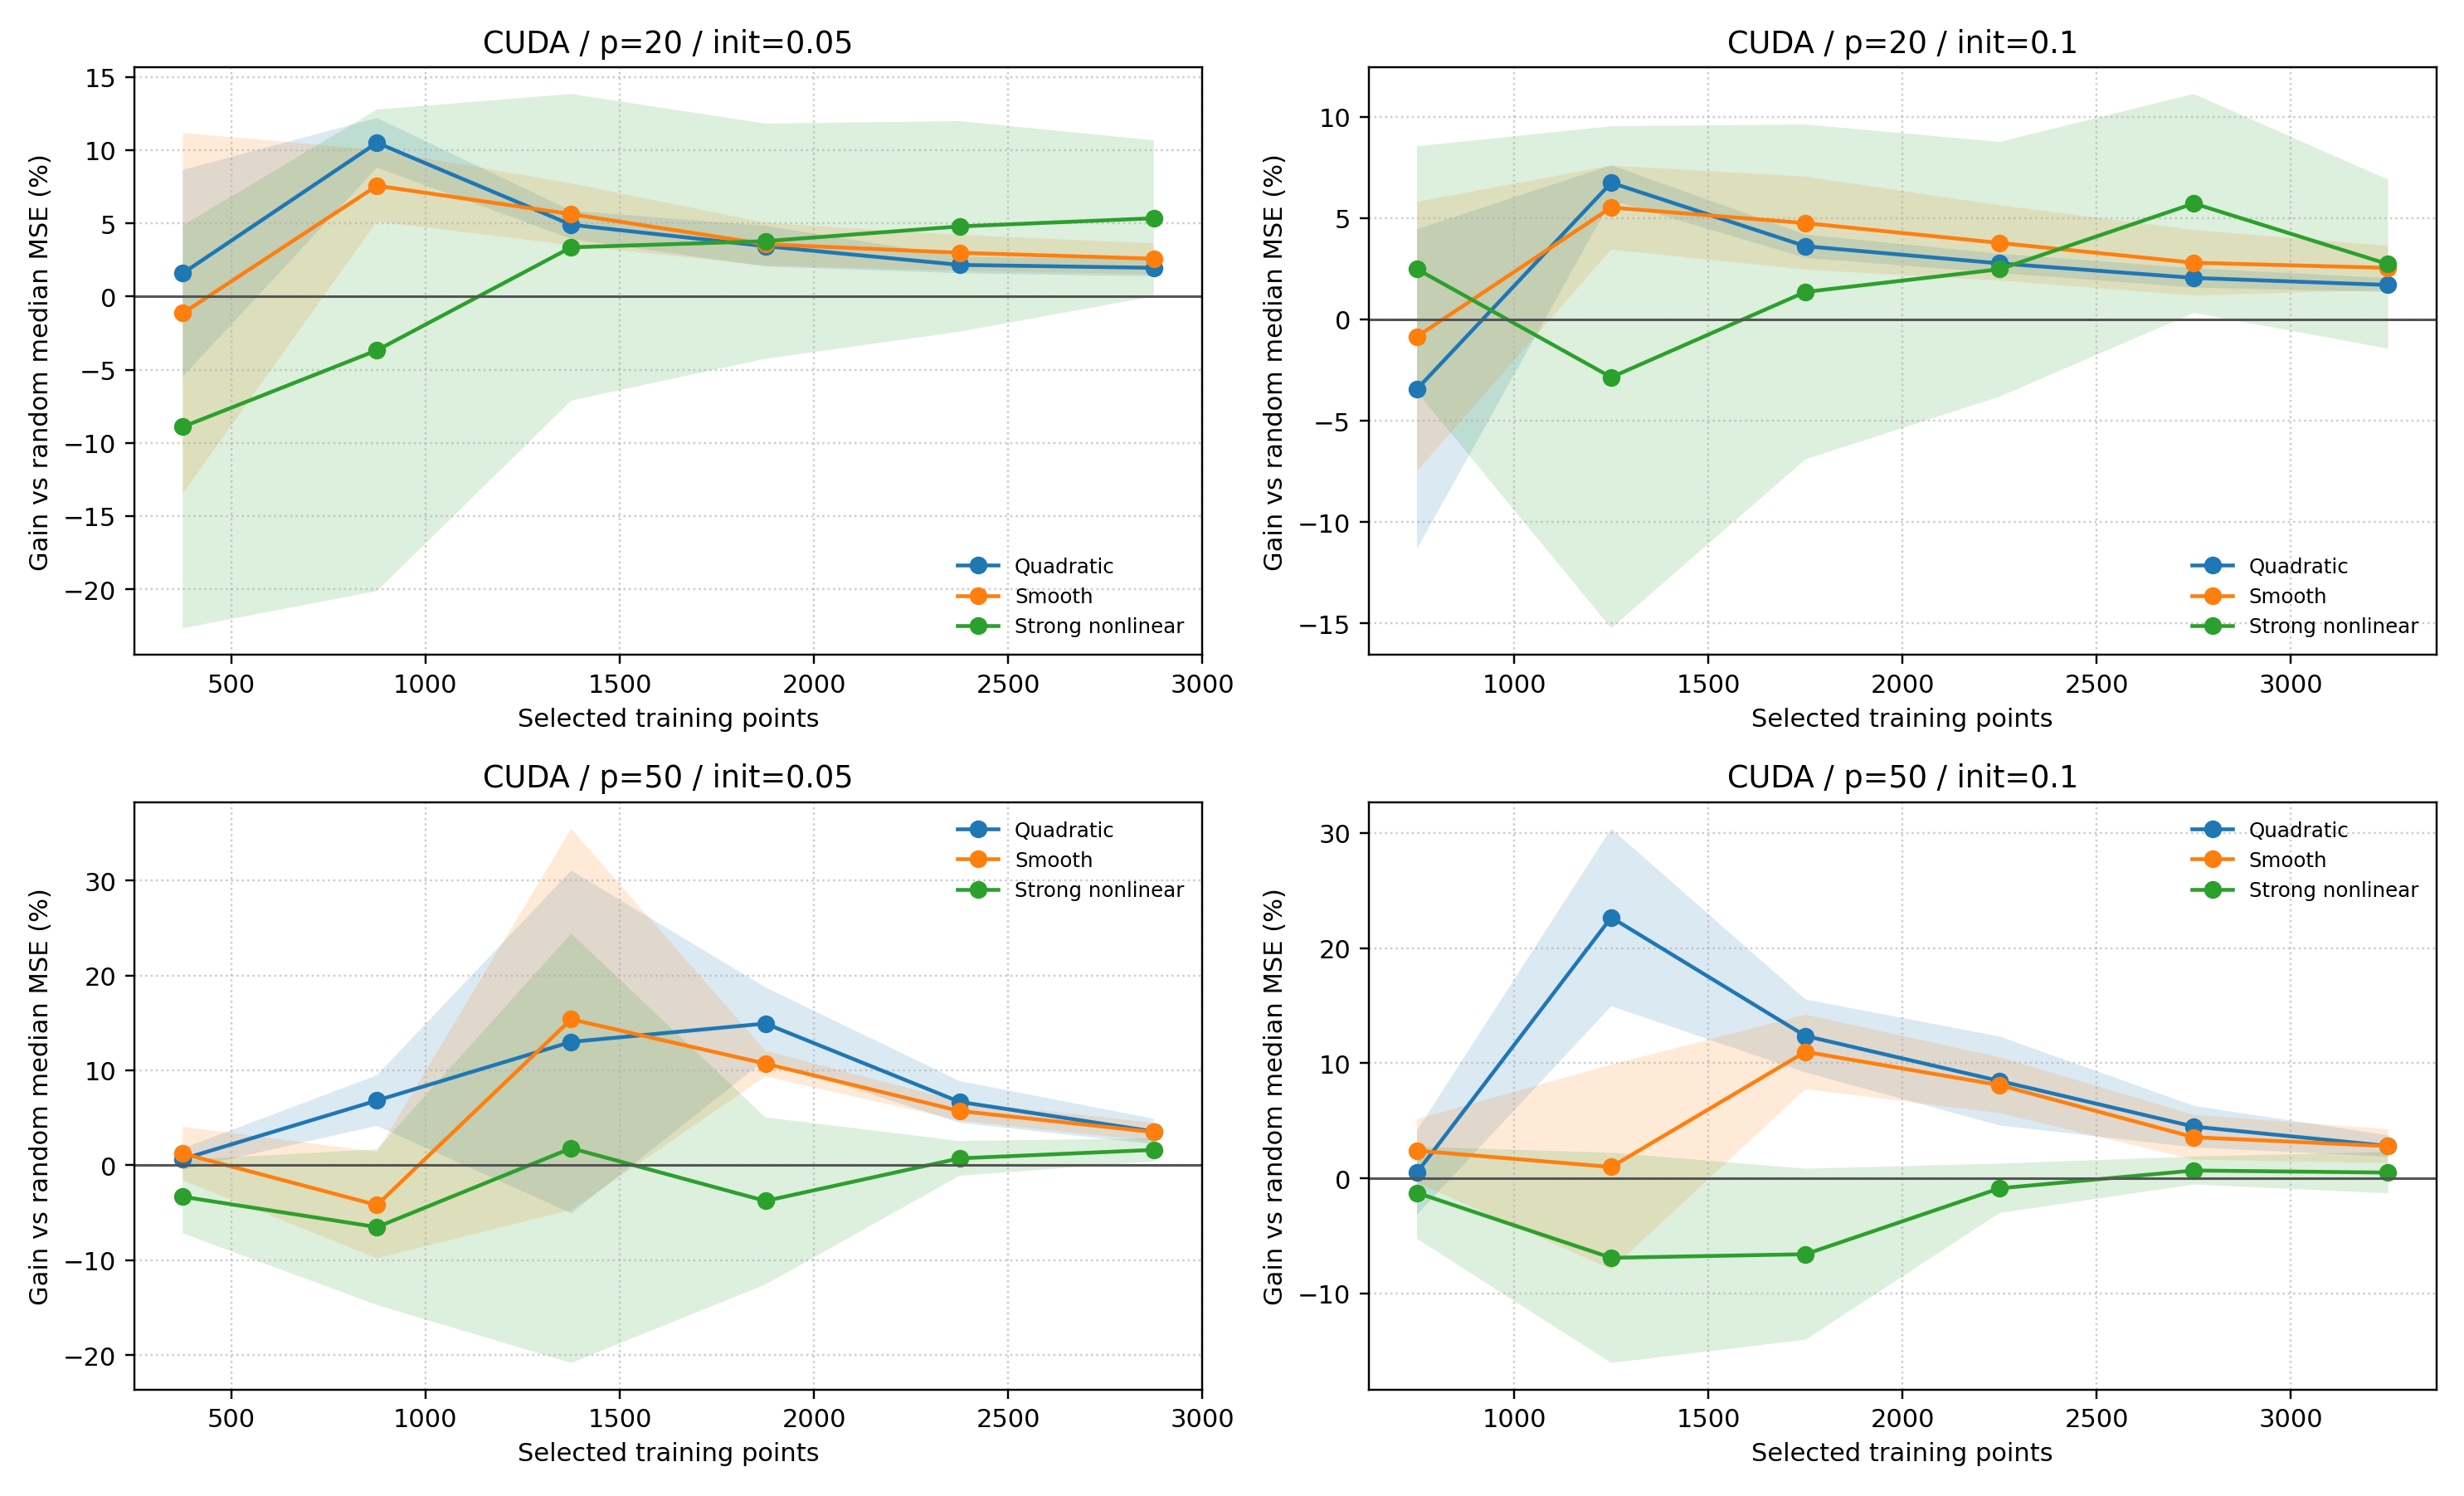 CUDA / p=20 / init=0.05
Gain vs random median MSE (%)
15
10
5
0
−5
−10
−15
−20
Quadratic
Smooth
Strong nonlinear
500 1000 1500 2000 2500 3000
Selected training points
CUDA / p=20 / init=0.1
Gain vs random median MSE (%)
10
5
0
−5
−10
−15
Quadratic
Smooth
Strong nonlinear
1000 1500 2000 2500 3000
Selected training points
CUDA / p=50 / init=0.05
Gain vs random median MSE (%)
30
20
10
0
−10
−20
Quadratic
Smooth
Strong nonlinear
500 1000 1500 2000 2500 3000
Selected training points
CUDA / p=50 / init=0.1
Gain vs random median MSE (%)
30
20
10
0
−10
Quadratic
Smooth
Strong nonlinear
1000 1500 2000 2500 3000
Selected training points